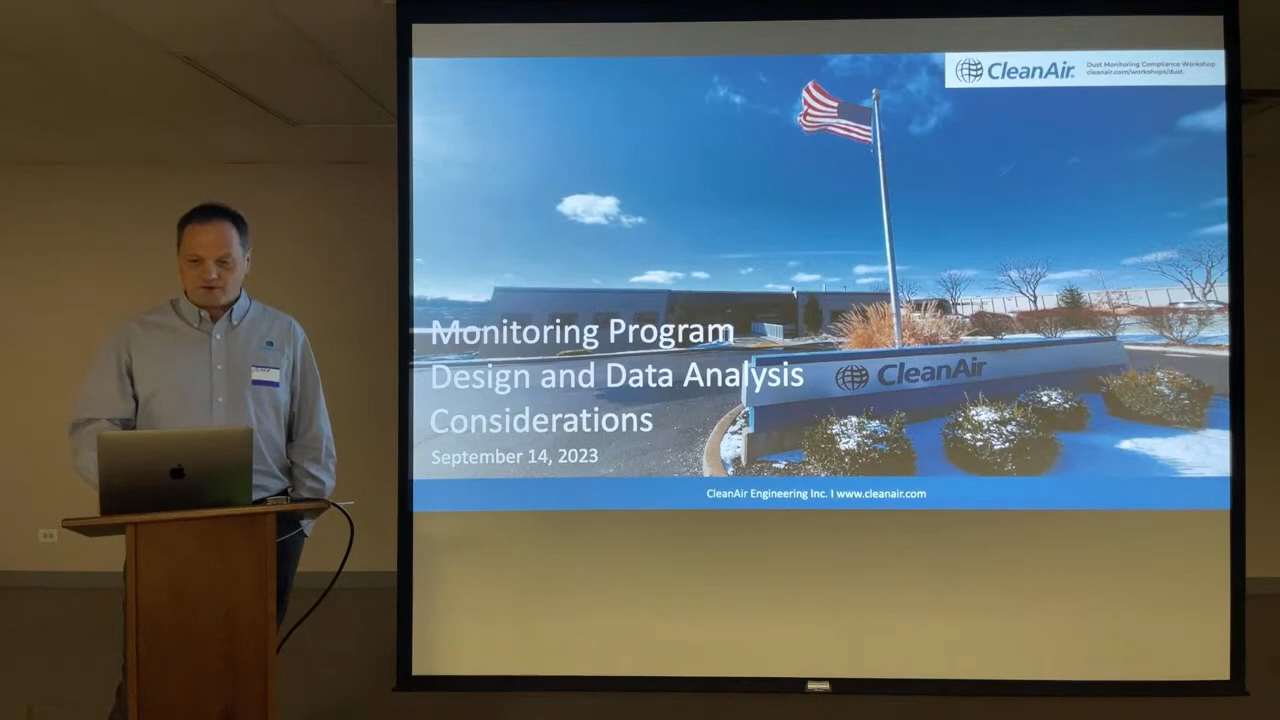 CleanAir
Dust Monitoring Compliance Workshop
cleanair.com/workshops/dust
Monitoring Program
Design and Data Analysis
Considerations
September 14, 2023
CleanAir
CleanAir Engineering Inc. I www.cleanair.com